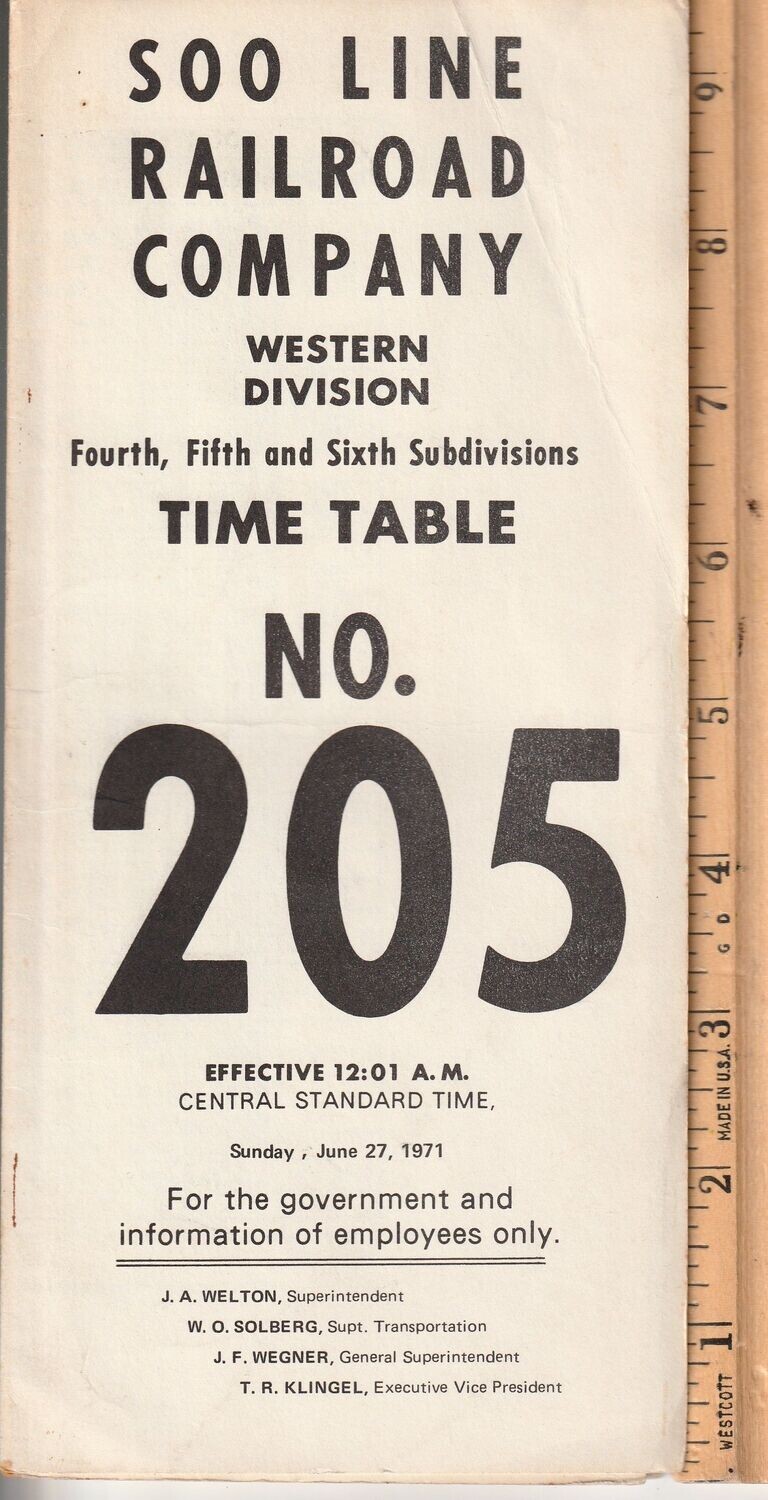 SOO LINE
RAILROAD
COMPANY
WESTERN
DIVISION
Fourth, Fifth and Sixth Subdivisions
TIME TABLE
NO.
205
EFFECTIVE 12:01 A. M.
CENTRAL STANDARD TIME,
Sunday , June 27, 1971
For the government and
information of employees only.
J. A. WELTON, Superintendent
W. O. SOLBERG, Supt. Transportation
J. F. WEGNER, General Superintendent
T. R. KLINGEL, Executive Vice President
WESTCOTT 1 2 MADE IN U.S.A. 3 G D 4 5 6 7 8 9